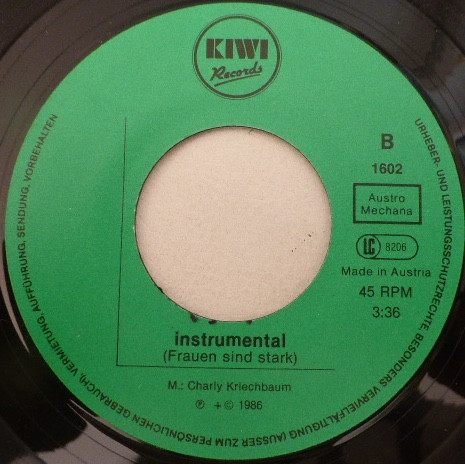 KIWI
Records
B
1602
Austro
Mechana
LC 8206
Made in Austria
45 RPM
3:36
instrumental
(Frauen sind stark)
M.: Charly Kriechbaum
℗ + © 1986
URHEBER- UND LEISTUNGSSCHUTZRECHTE, BESONDERS VERVIELFÄLTIGUNG (AUSSER ZUM PERSÖNLICHEN GEBRAUCH), VERMIETUNG, AUFFÜHRUNG, SENDUNG, VORBEHALTEN